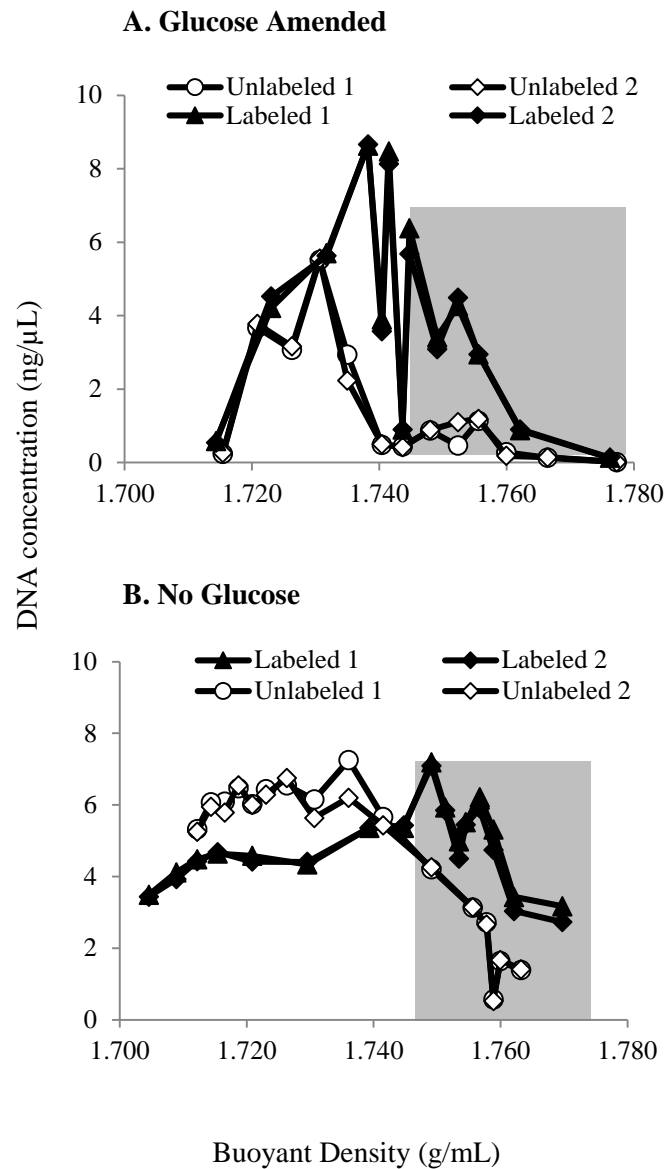 A. Glucose Amended
Unlabeled 1 Unlabeled 2
Labeled 1 Labeled 2
10
8
6
4
2
0
1.700 1.720 1.740 1.760 1.780
DNA concentration (ng/µL)
B. No Glucose
Labeled 1 Labeled 2
Unlabeled 1 Unlabeled 2
10
8
6
4
2
0
1.700 1.720 1.740 1.760 1.780
Buoyant Density (g/mL)